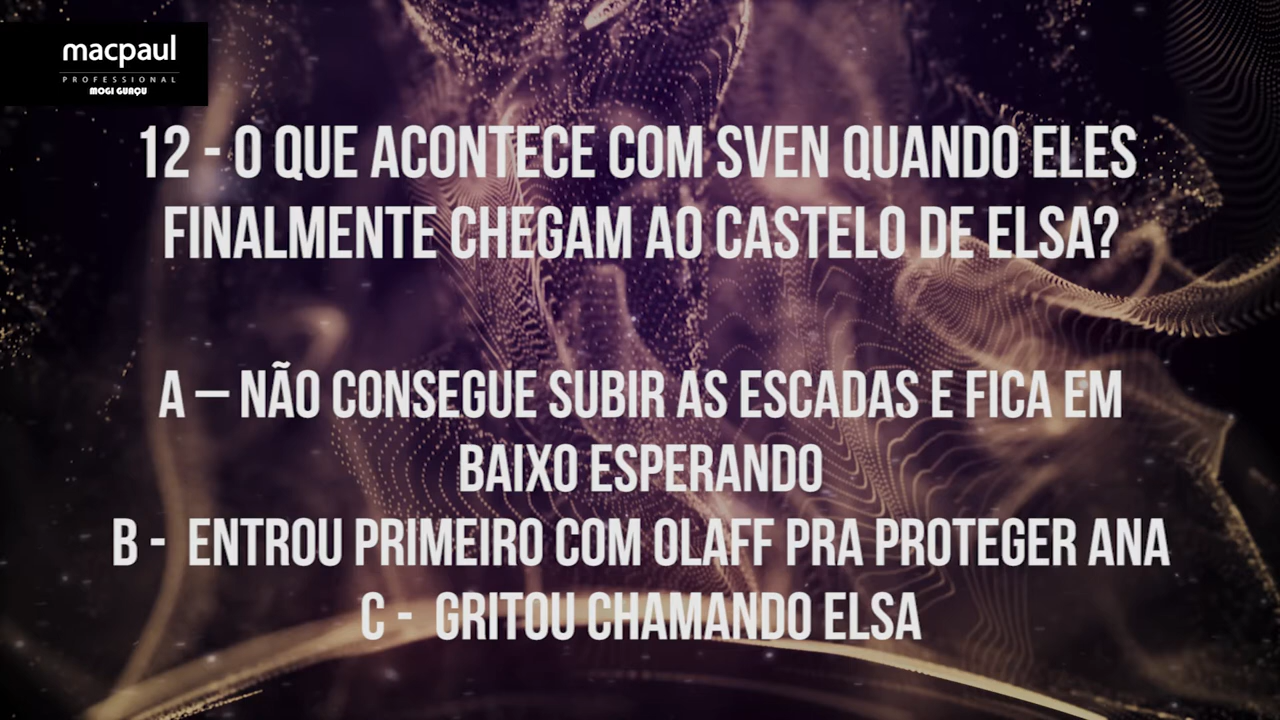 macpaul
PROFESSIONAL
MOGI GUAÇU
12 - O QUE ACONTECE COM SVEN QUANDO ELES
FINALMENTE CHEGAM AO CASTELO DE ELSA?
A – NÃO CONSEGUE SUBIR AS ESCADAS E FICA EM
BAIXO ESPERANDO
B - ENTROU PRIMEIRO COM OLAFF PRA PROTEGER ANA
C - GRITOU CHAMANDO ELSA